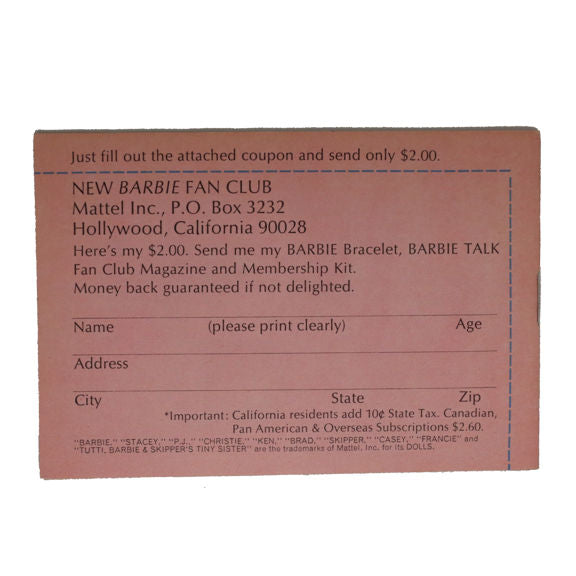 Just fill out the attached coupon and send only $2.00.
NEW BARBIE FAN CLUB
Mattel Inc., P.O. Box 3232
Hollywood, California 90028
Here's my $2.00. Send me my BARBIE Bracelet, BARBIE TALK
Fan Club Magazine and Membership Kit.
Money back guaranteed if not delighted.
Name (please print clearly) Age
Address
City State Zip
*Important: California residents add 10¢ State Tax. Canadian,
Pan American & Overseas Subscriptions $2.60.
"BARBIE," "STACEY," "P.J.," "CHRISTIE," "KEN," "BRAD," "SKIPPER," "CASEY," "FRANCIE" and
"TUTTI, BARBIE & SKIPPER'S TINY SISTER" are the trademarks of Mattel, Inc. for its DOLLS.